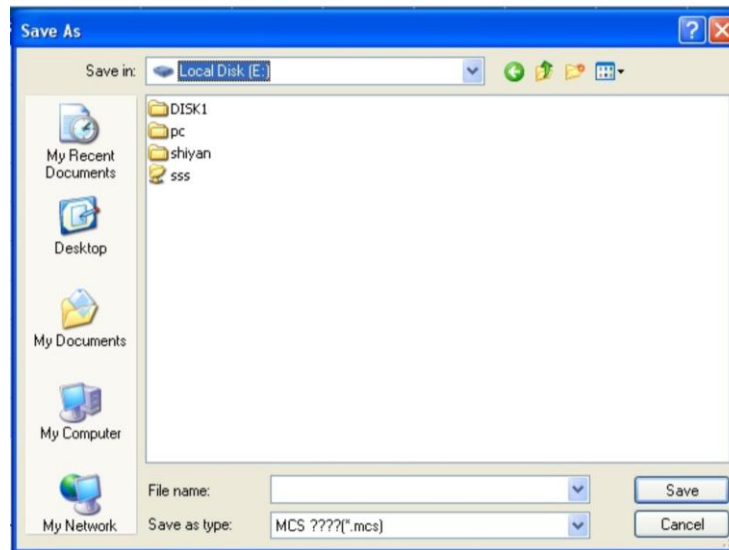 Save As
Save in:
Local Disk (E:)
DISK1
pc
shiyan
sss
My Recent
Documents
Desktop
My Documents
My Computer
My Network
File name:
Save
Save as type:
MCS ????(*.mcs)
Cancel